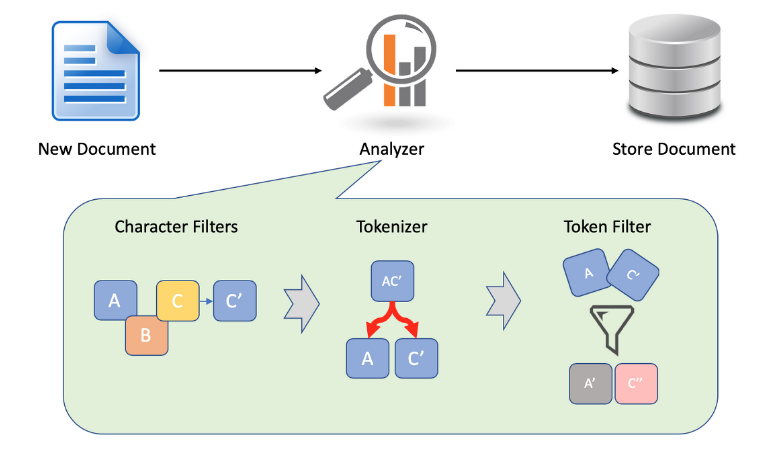 New Document
Analyzer
Store Document
Character Filters
Tokenizer
Token Filter
A
B
C
C’
AC’
A
C’
A
C’
A’
C’’